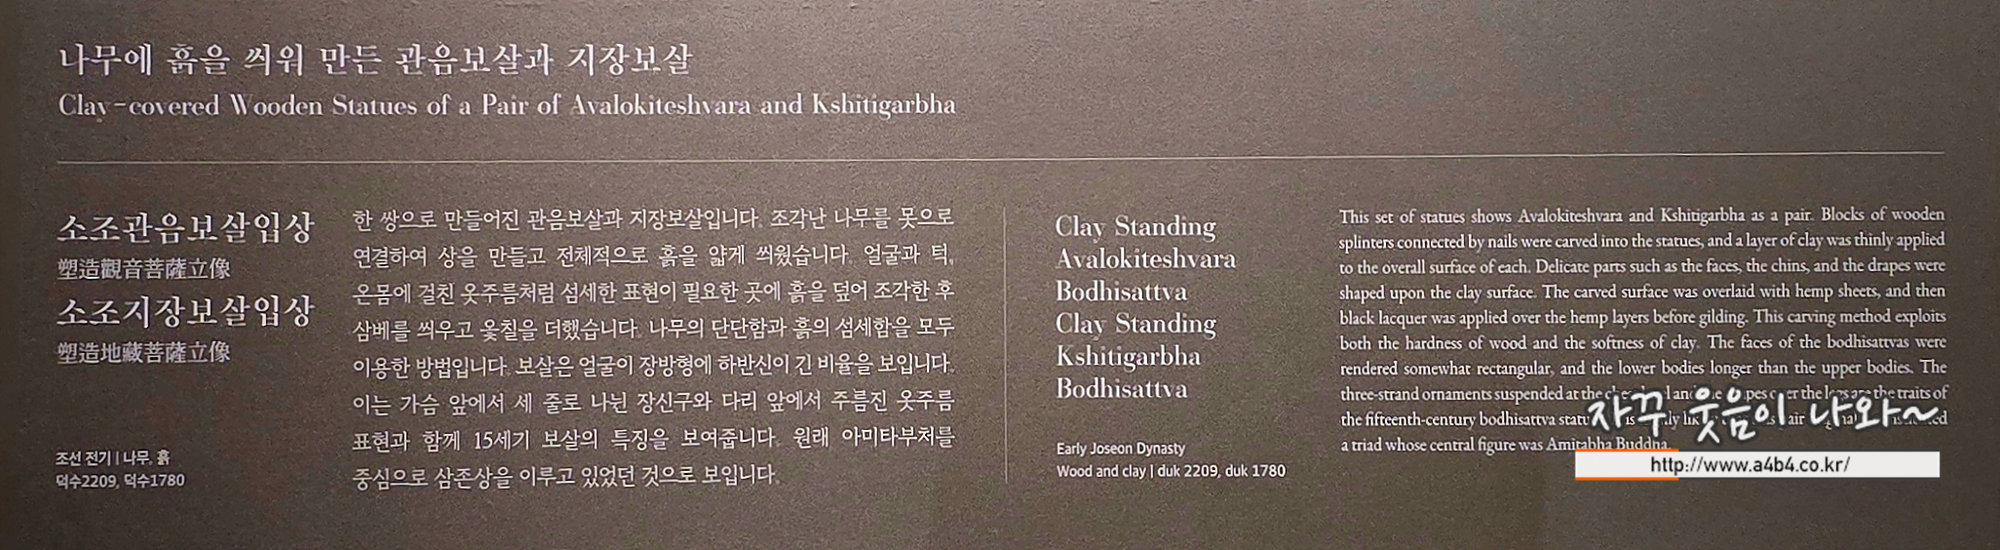 나무에 흙을 씌워 만든 관음보살과 지장보살
Clay-covered Wooden Statues of a Pair of Avalokiteshvara and Kshitigarbha
소조관음보살입상
塑造觀音菩薩立像
소조지장보살입상
塑造地藏菩薩立像
조선 전기 | 나무, 흙
덕수2209, 덕수1780
한 쌍으로 만들어진 관음보살과 지장보살입니다. 조각난 나무를 못으로
연결하여 상을 만들고 전체적으로 흙을 얇게 씌웠습니다. 얼굴과 턱,
온몸에 걸친 옷주름처럼 섬세한 표현이 필요한 곳에 흙을 덮어 조각한 후
삼베를 씌우고 옻칠을 더했습니다. 나무의 단단함과 흙의 섬세함을 모두
이용한 방법입니다. 보살은 얼굴이 장방형에 하반신이 긴 비율을 보입니다.
이는 가슴 앞에서 세 줄로 나뉜 장신구와 다리 앞에서 주름진 옷주름
표현과 함께 15세기 보살의 특징을 보여줍니다. 원래 아미타부처를
중심으로 삼존상을 이루고 있었던 것으로 보입니다.
Clay Standing
Avalokiteshvara
Bodhisattva
Clay Standing
Kshitigarbha
Bodhisattva
Early Joseon Dynasty
Wood and clay | duk 2209, duk 1780
This set of statues shows Avalokiteshvara and Kshitigarbha as a pair. Blocks of wooden
splinters connected by nails were carved into the statues, and a layer of clay was thinly applied
to the overall surface of each. Delicate parts such as the faces, the chins, and the drapes were
shaped upon the clay surface. The carved surface was overlaid with hemp sheets, and then
black lacquer was applied over the hemp layers before gilding. This carving method exploits
both the hardness of wood and the softness of clay. The faces of the bodhisattvas were
rendered somewhat rectangular, and the lower bodies longer than the upper bodies. The
three-strand ornaments suspended at the and the over the legs are the traits of
the fifteenth-century bodhisattva
a triad whose central figure was Amitabha Buddha.
자꾸 웃음이 나와~
http://www.a4b4.co.kr/